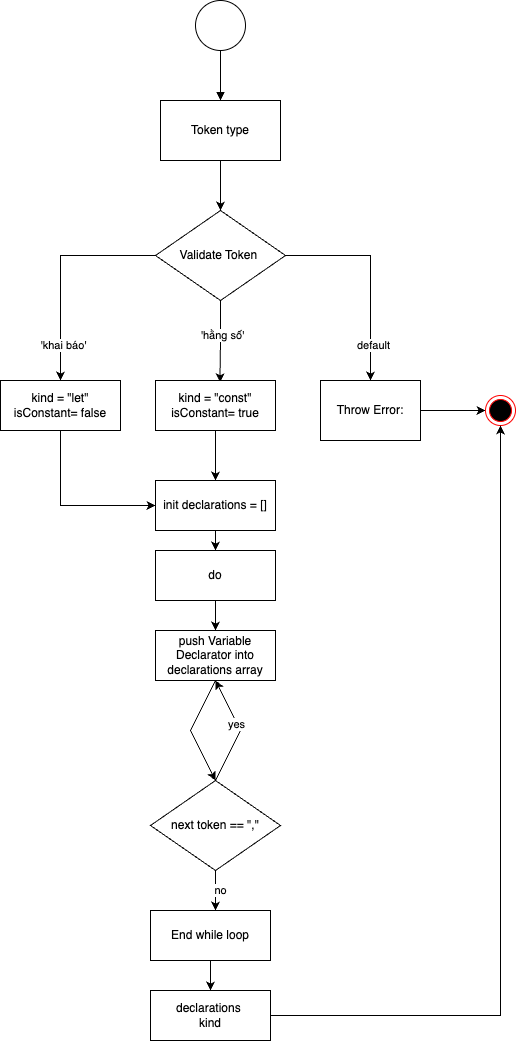 Token type
Validate Token
'khai báo'
'hằng số'
default
kind = "let"
isConstant= false
kind = "const"
isConstant= true
Throw Error:
init declarations = []
do
push Variable
Declarator into
declarations array
yes
next token == ","
no
End while loop
declarations
kind